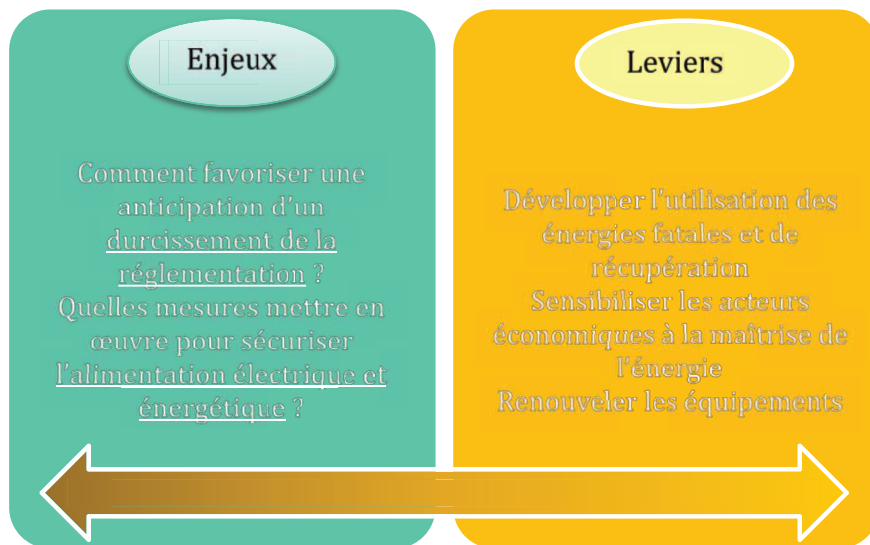 Enjeux
Comment favoriser une
anticipation d'un
durcissement de la
réglementation ?
Quelles mesures mettre en
œuvre pour sécuriser
l'alimentation électrique et
énergétique ?
Leviers
Développer l'utilisation des
énergies fatales et de
récupération
Sensibiliser les acteurs
économiques à la maîtrise de
l'énergie
Renouveler les équipements